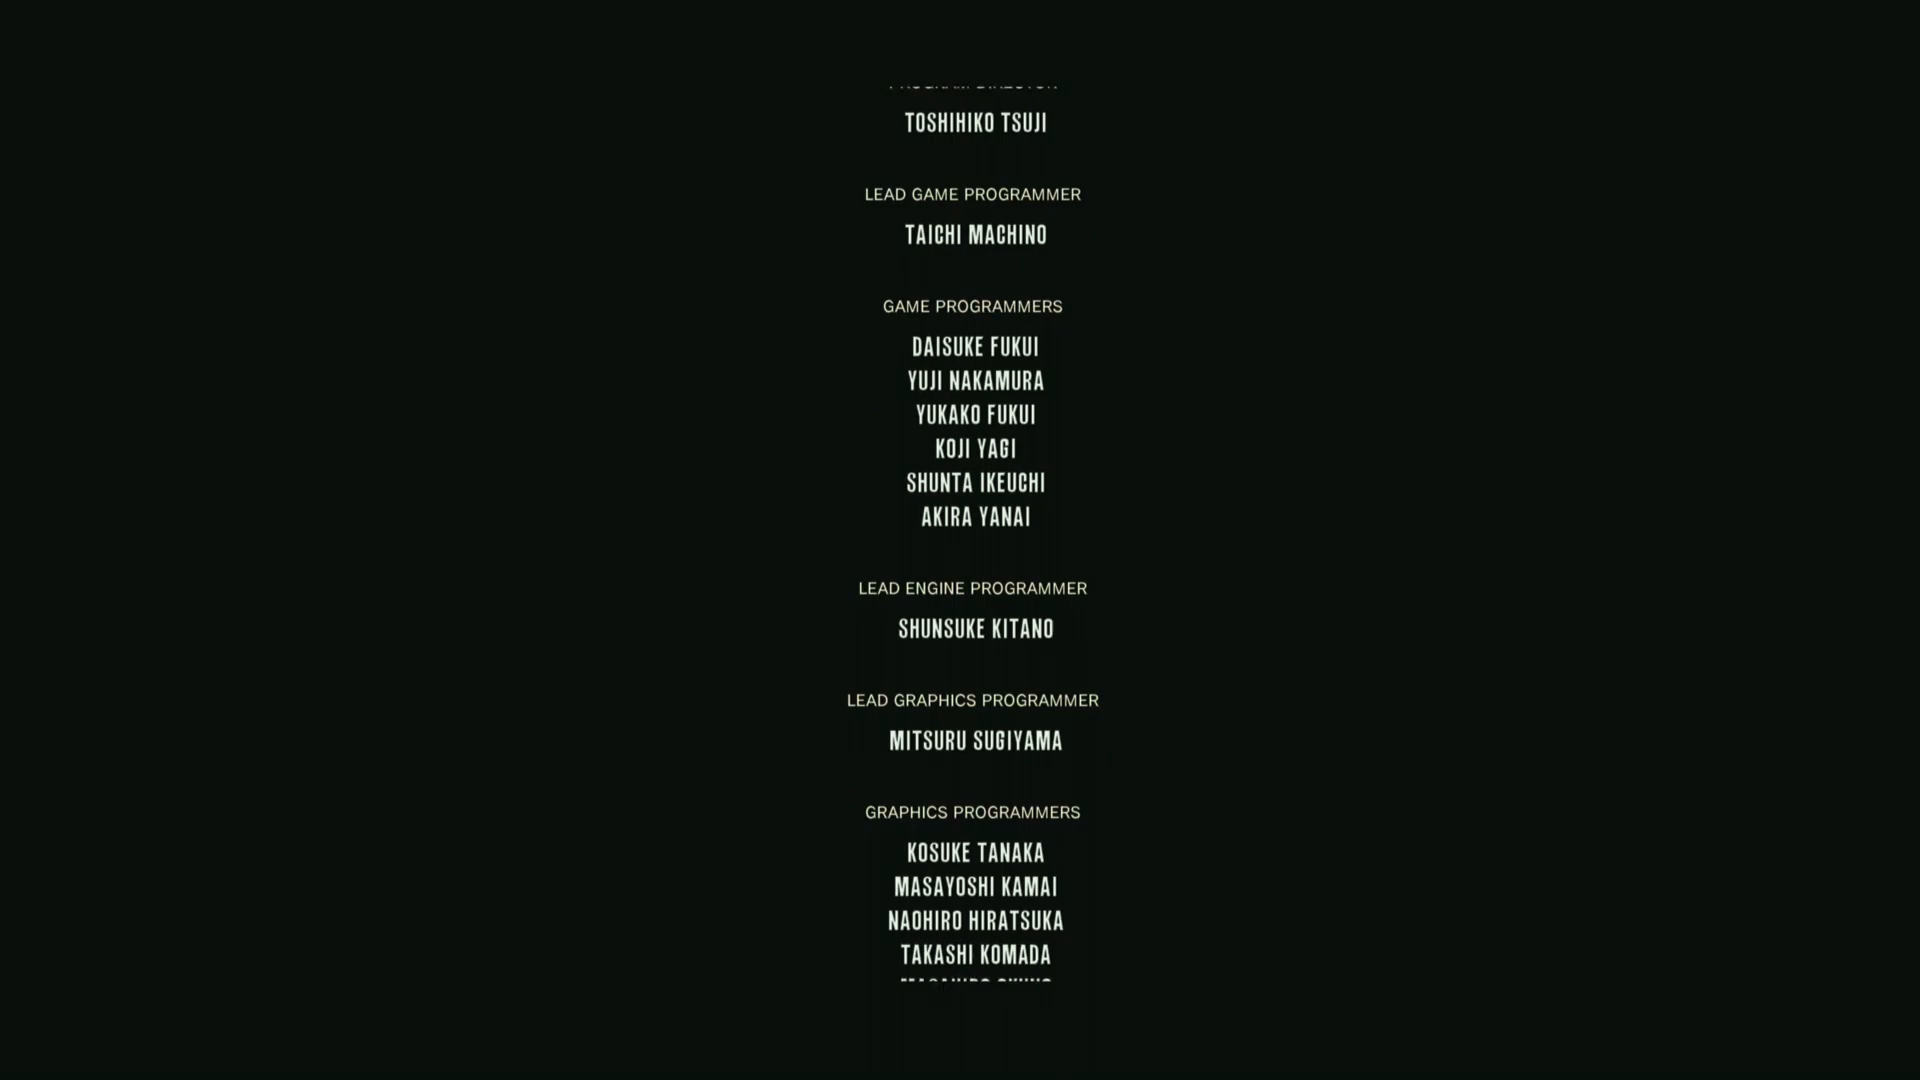 PROGRAM DIRECTOR
TOSHIHIKO TSUJI
LEAD GAME PROGRAMMER
TAICHI MACHINO
GAME PROGRAMMERS
DAISUKE FUKUI
YUJI NAKAMURA
YUKAKO FUKUI
KOJI YAGI
SHUNTA IKEUCHI
AKIRA YANAI
LEAD ENGINE PROGRAMMER
SHUNSUKE KITANO
LEAD GRAPHICS PROGRAMMER
MITSURU SUGIYAMA
GRAPHICS PROGRAMMERS
KOSUKE TANAKA
MASAYOSHI KAMAI
NAOHIRO HIRATSUKA
TAKASHI KOMADA